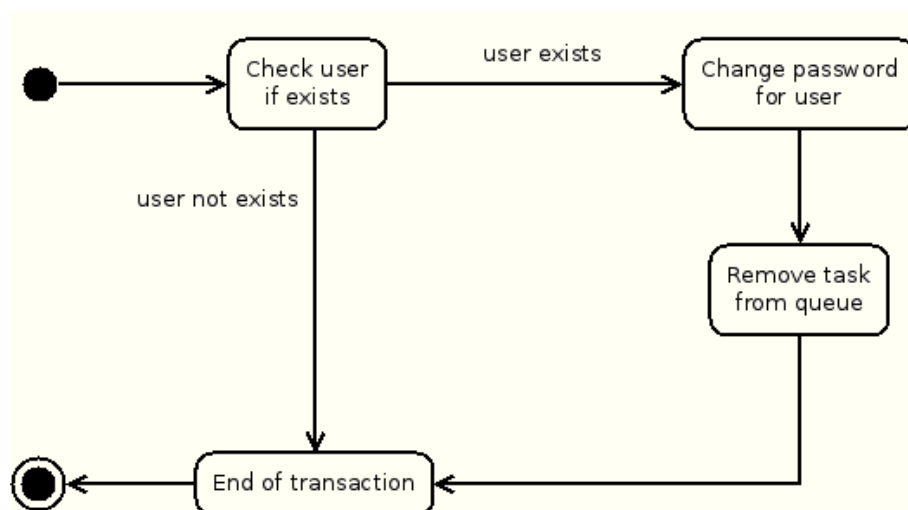 Check user
if exists
user exists
Change password
for user
user not exists
Remove task
from queue
End of transaction